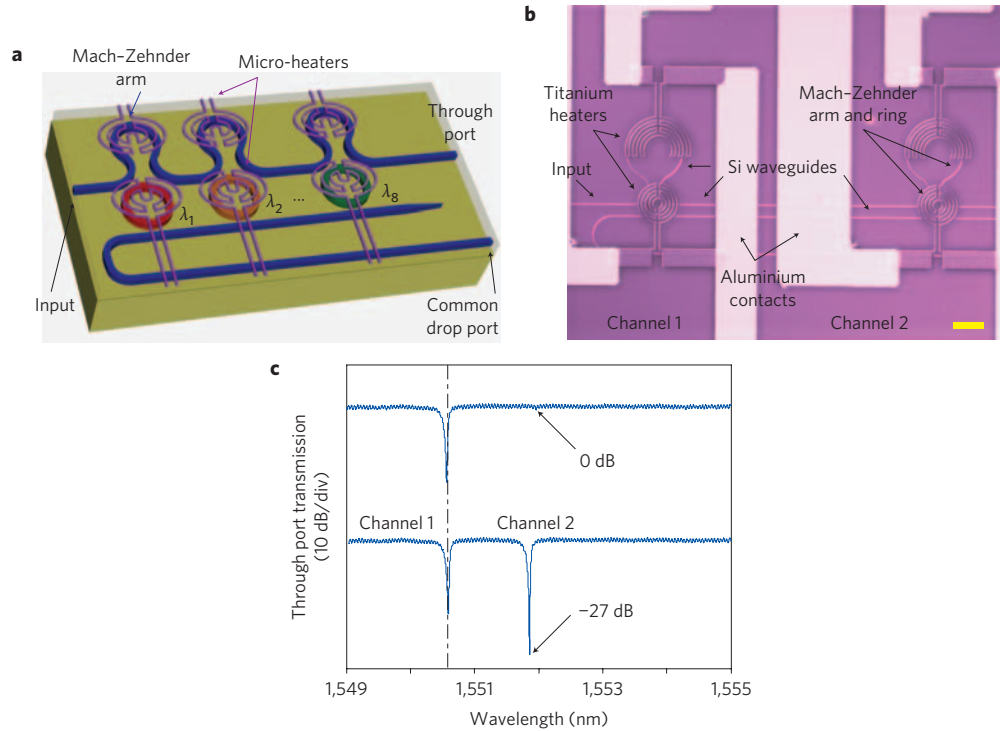 a
Mach–Zehnder
arm
Micro-heaters
Through
port
λ1
λ2
...
λ8
Input
Common
drop port
b
Titanium
heaters
Mach–Zehnder
arm and ring
Input
Si waveguides
Aluminium
contacts
Channel 1
Channel 2
c
Through port transmission
(10 dB/div)
0 dB
Channel 1
Channel 2
−27 dB
1,549
1,551
1,553
1,555
Wavelength (nm)